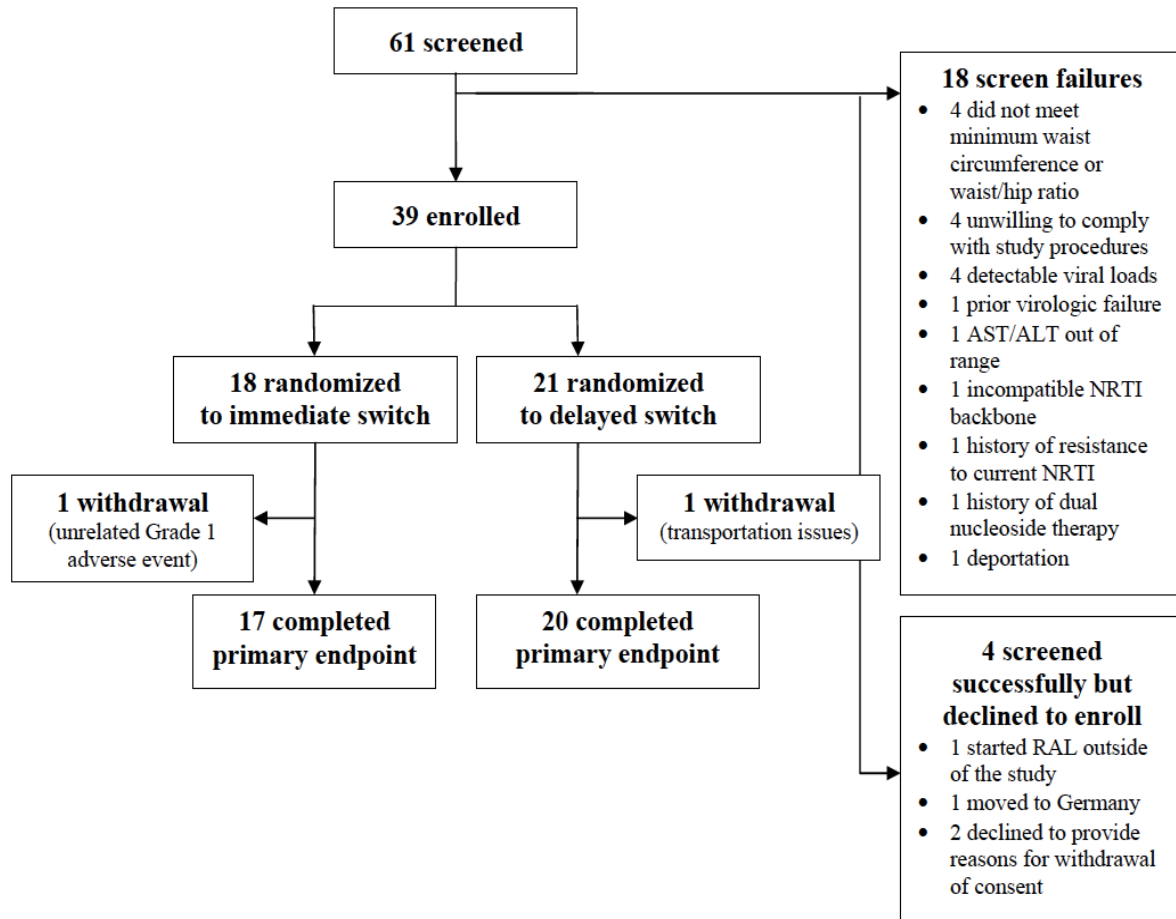 61 screened
39 enrolled
18 randomized
to immediate switch
21 randomized
to delayed switch
1 withdrawal
(unrelated Grade 1
adverse event)
1 withdrawal
(transportation issues)
17 completed
primary endpoint
20 completed
primary endpoint
18 screen failures
• 4 did not meet
minimum waist
circumference or
waist/hip ratio
• 4 unwilling to comply
with study procedures
• 4 detectable viral loads
• 1 prior virologic failure
• 1 AST/ALT out of
range
• 1 incompatible NRTI
backbone
• 1 history of resistance
to current NRTI
• 1 history of dual
nucleoside therapy
• 1 deportation
4 screened
successfully but
declined to enroll
• 1 started RAL outside
of the study
• 1 moved to Germany
• 2 declined to provide
reasons for withdrawal
of consent